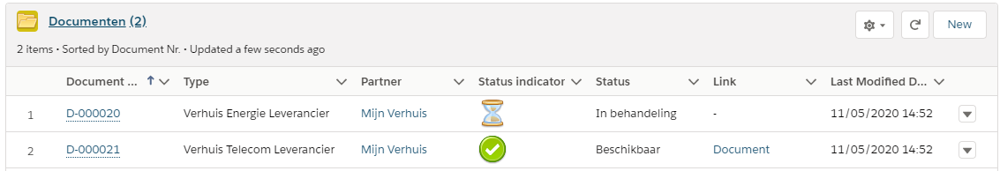 Documenten (2)
New
2 items • Sorted by Document Nr. • Updated a few seconds ago
Document ... Type Partner Status indicator Status Link Last Modified D...
1 D-000020 Verhuis Energie Leverancier Mijn Verhuis In behandeling - 11/05/2020 14:52
2 D-000021 Verhuis Telecom Leverancier Mijn Verhuis Beschikbaar Document 11/05/2020 14:52